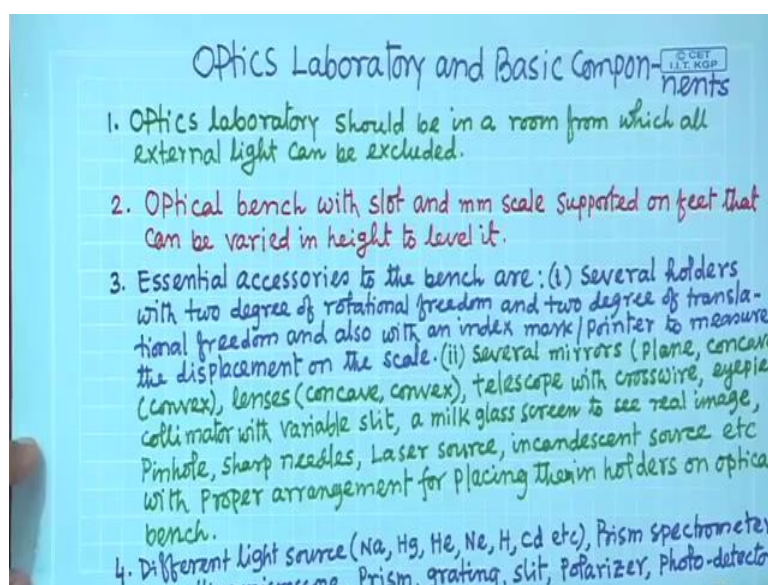 Optics Laboratory and Basic Compon-
nents
© CET
I.I.T. KGP
1. Optics laboratory should be in a room from which all
external light can be excluded.
2. Optical bench with slot and mm scale supported on feet that
can be varied in height to level it.
3. Essential accessories to the bench are: (i) Several holders
with two degree of rotational freedom and two degree of transla-
tional freedom and also with an index mark/pointer to measure
the displacement on the scale. (ii) Several mirrors (plane, concave
(convex), lenses (concave, convex), telescope with crosswire, eyepie
collimator with variable slit, a milk glass screen to see real image,
Pinhole, sharp needles, Laser source, incandescent source etc
with proper arrangement for placing them in holders on optica
bench.
4. Different light source (Na, Hg, He, Ne, H, Cd etc), Prism spectrometer
Prism, grating, slit, Polarizer, Photo-detecto